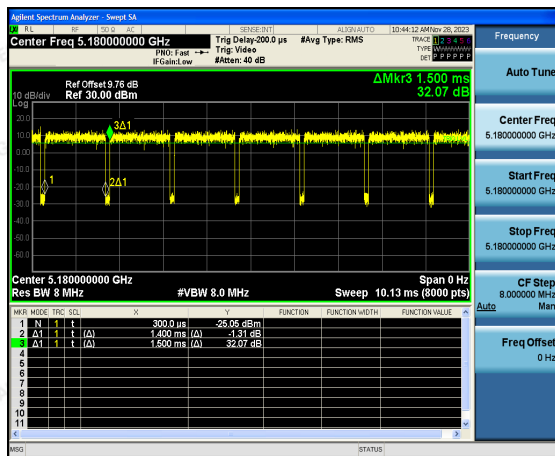 Agilent Spectrum Analyzer - Swept SA
RL RF 50 Ω AC SENSE:INT ALIGNAUTO 10:44:12 AM Nov 28, 2023
Center Freq 5.180000000 GHz
PNO: Fast
IFGain:Low
Trig Delay-200.0 µs
Trig: Video
#Atten: 40 dB
#Avg Type: RMS
TRACE 1 2 3 4 5 6
TYPE
DET P P P P P P
Frequency
Auto Tune
Center Freq
5.180000000 GHz
Start Freq
5.180000000 GHz
Stop Freq
5.180000000 GHz
CF Step
8.000000 MHz
Auto Man
Freq Offset
0 Hz
ΔMkr3 1.500 ms
32.07 dB
Ref Offset 9.76 dB
10 dB/div Ref 30.00 dBm
Log
20.0
10.0
0.00
-10.0
-20.0
-30.0
-40.0
-50.0
-60.0
3Δ1
1
2Δ1
Center 5.180000000 GHz Span 0 Hz
Res BW 8 MHz #VBW 8.0 MHz Sweep 10.13 ms (8000 pts)
MKR MODE TRC SCL X Y FUNCTION FUNCTION WIDTH FUNCTION VALUE
1 N 1 t 300.0 µs -25.05 dBm
2 Δ1 1 t (Δ) 1.400 ms (Δ) -1.31 dB
3 Δ1 1 t (Δ) 1.500 ms (Δ) 32.07 dB
4
5
6
7
8
9
10
11
MSG STATUS